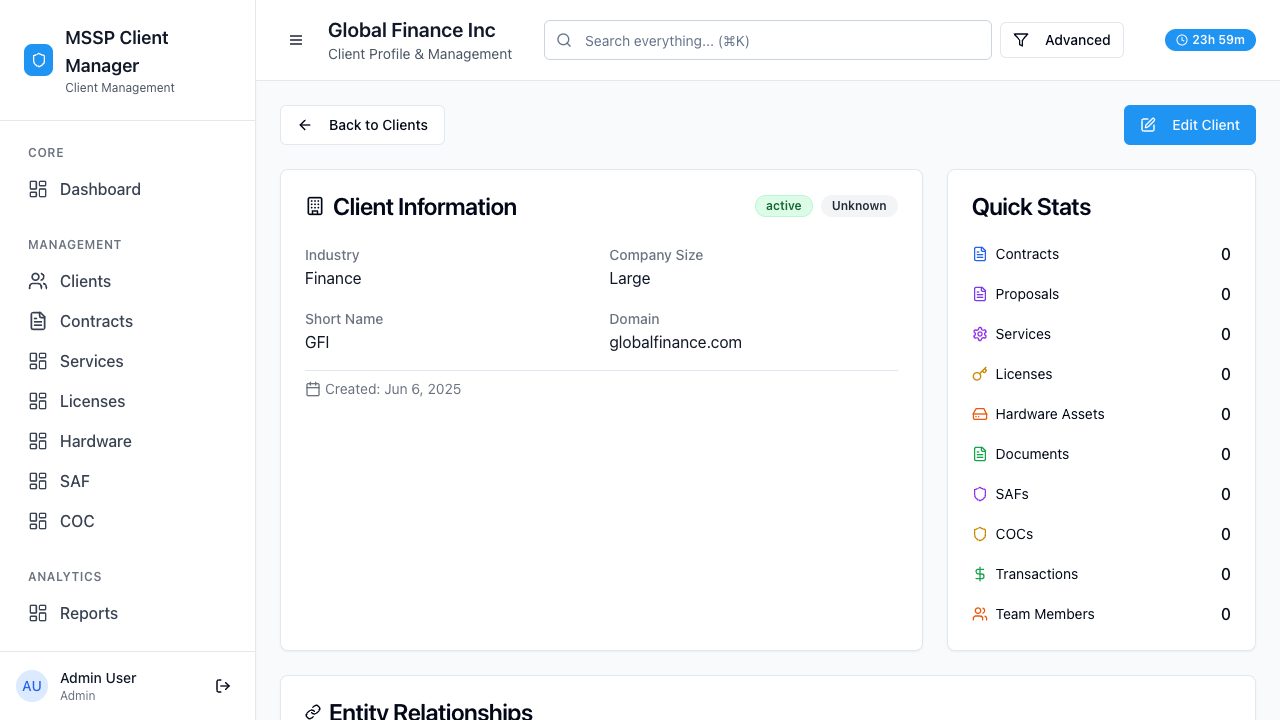 MSSP Client
Manager
Client Management
CORE
Dashboard
MANAGEMENT
Clients
Contracts
Services
Licenses
Hardware
SAF
COC
ANALYTICS
Reports
AU
Admin User
Admin
Global Finance Inc
Client Profile & Management
Search everything... (⌘K)
Advanced
23h 59m
Back to Clients
Edit Client
Client Information
active
Unknown
Industry
Finance
Company Size
Large
Short Name
GFI
Domain
globalfinance.com
Created: Jun 6, 2025
Quick Stats
Contracts 0
Proposals 0
Services 0
Licenses 0
Hardware Assets 0
Documents 0
SAFs 0
COCs 0
Transactions 0
Team Members 0
Entity Relationships